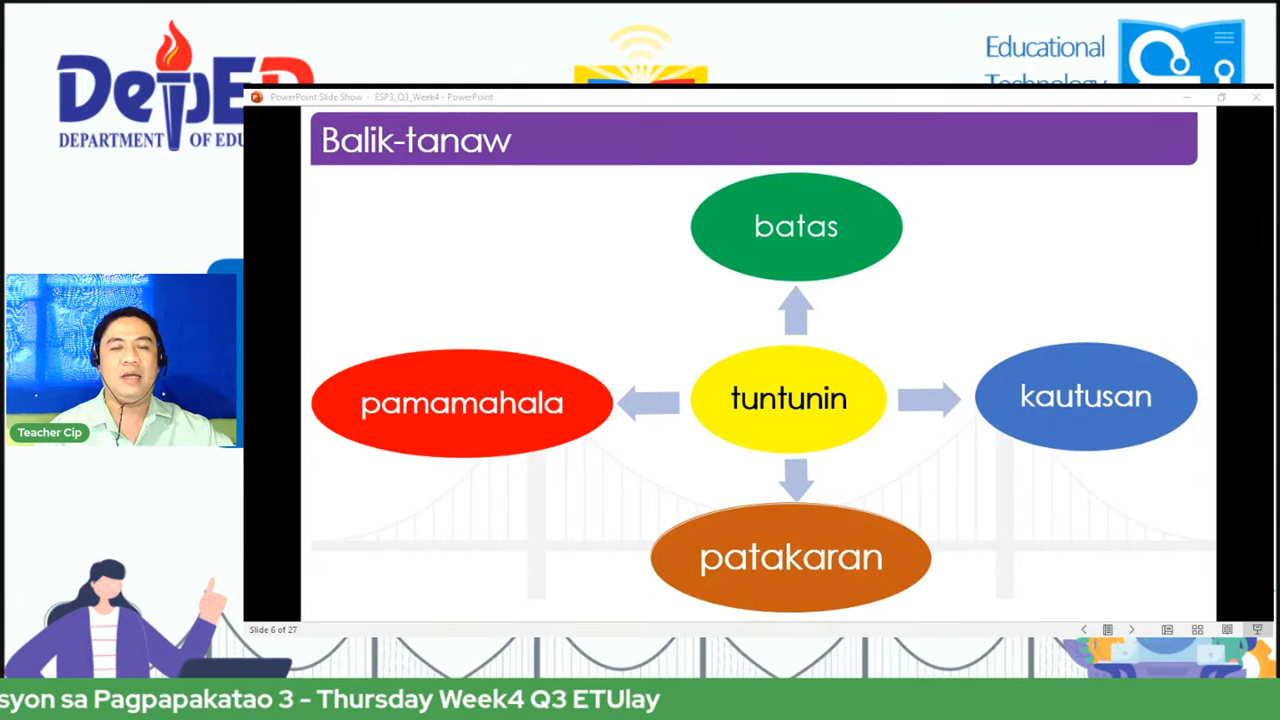 DepED
DEPARTMENT OF EDU
Educational
Technology
PowerPoint Slide Show - ESP3_Q3_Week4 - PowerPoint
Balik-tanaw
batas
pamamahala
tuntunin
kautusan
patakaran
Teacher Cip
Slide 6 of 27
syon sa Pagpapakatao 3 - Thursday Week4 Q3 ETUlay